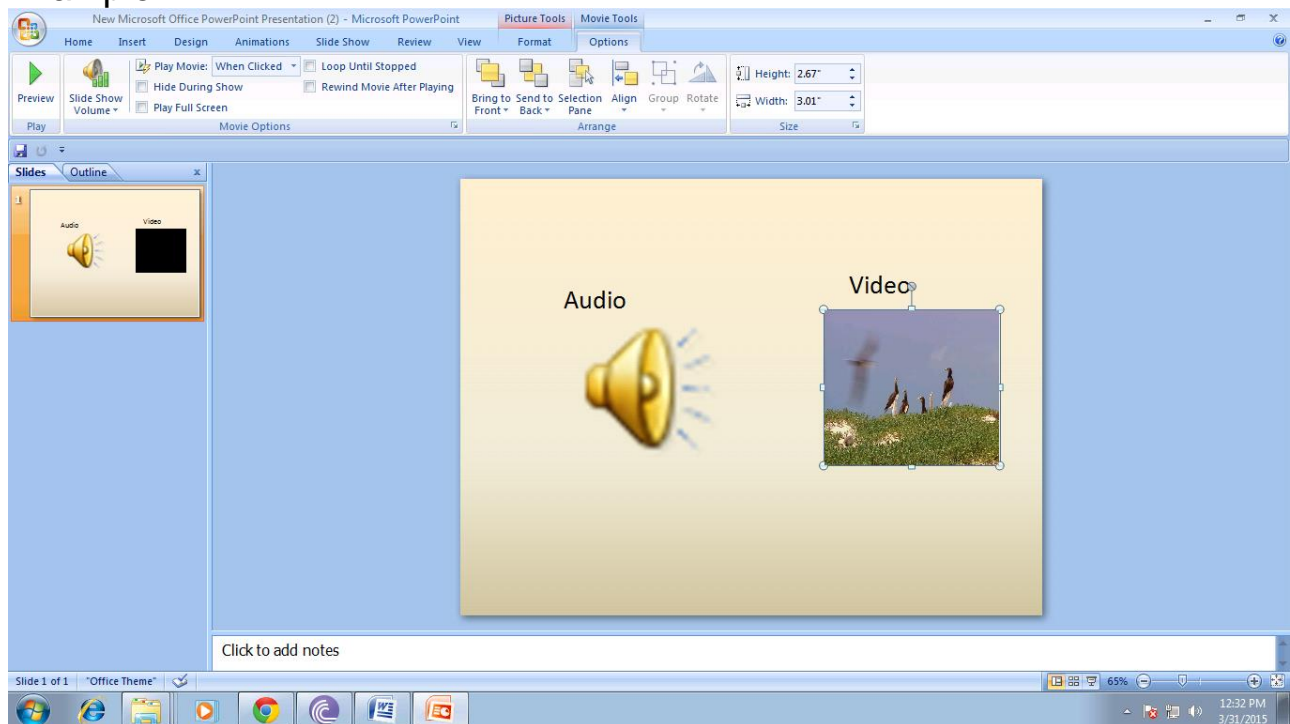 New Microsoft Office PowerPoint Presentation (2) - Microsoft PowerPoint
Picture Tools
Movie Tools
Home Insert Design Animations Slide Show Review View Format Options
Preview
Play
Slide Show
Volume
Play Movie: When Clicked
Hide During Show
Play Full Screen
Loop Until Stopped
Rewind Movie After Playing
Movie Options
Bring to
Front
Send to
Back
Selection
Pane
Align
Group
Rotate
Arrange
Height: 2.67"
Width: 3.01"
Size
Slides Outline
1
Audio
Video
Audio
Video
Click to add notes
Slide 1 of 1 "Office Theme" 65%
12:32 PM
3/31/2015